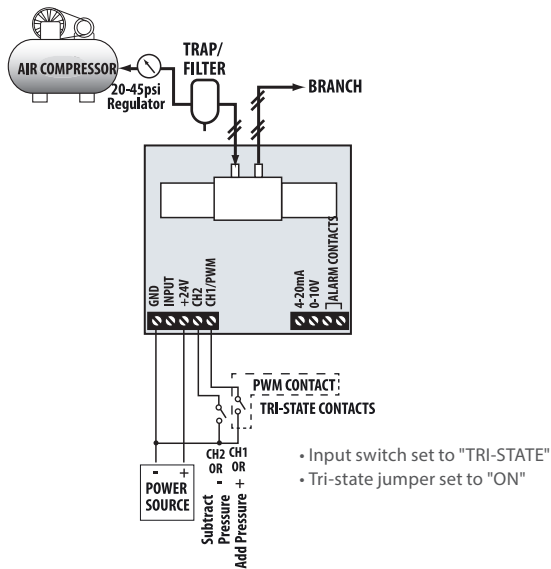 AIR COMPRESSOR
20-45psi
Regulator
TRAP/
FILTER
BRANCH
GND
INPUT
+24V
CH2
CH1/PWM
4-20mA
0-10V
ALARM CONTACTS
PWM CONTACT
TRI-STATE CONTACTS
- +
POWER
SOURCE
CH2
OR
-
Subtract
Pressure
CH1
OR
+
Add Pressure
• Input switch set to "TRI-STATE"
• Tri-state jumper set to "ON"